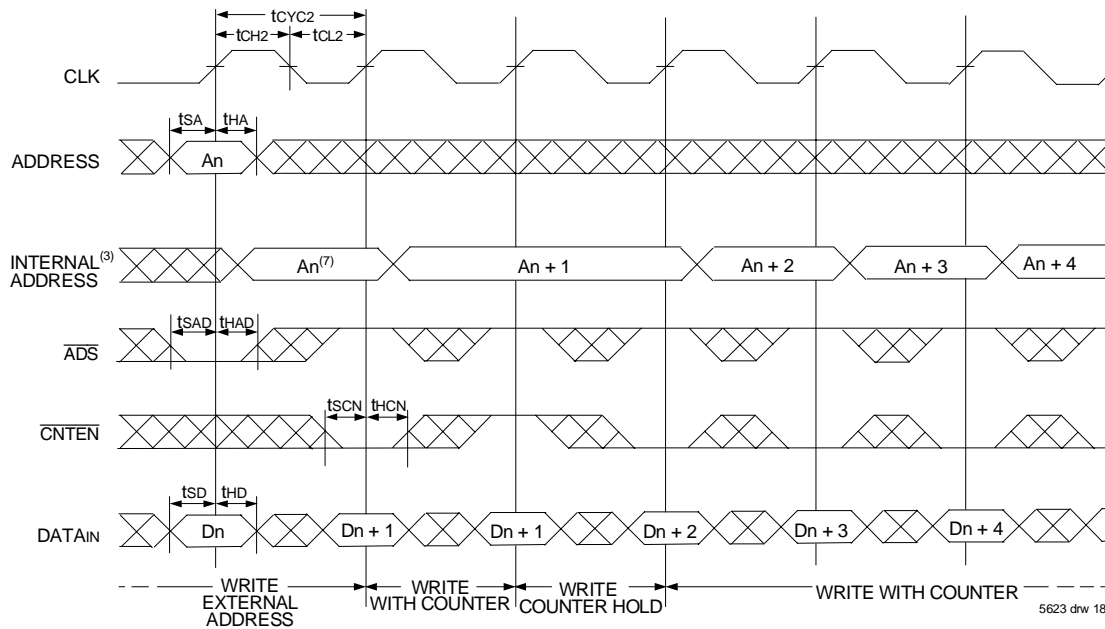 tCYC2
tCH2 tCL2
CLK
tSA tHA
ADDRESS An
INTERNAL(3) ADDRESS An(7) An + 1 An + 2 An + 3 An + 4
tSAD tHAD
ADS
tSCN tHCN
CNTEN
tSD tHD
DATAIN Dn Dn + 1 Dn + 1 Dn + 2 Dn + 3 Dn + 4
WRITE EXTERNAL ADDRESS
WRITE WITH COUNTER
WRITE COUNTER HOLD
WRITE WITH COUNTER
5623 drw 18